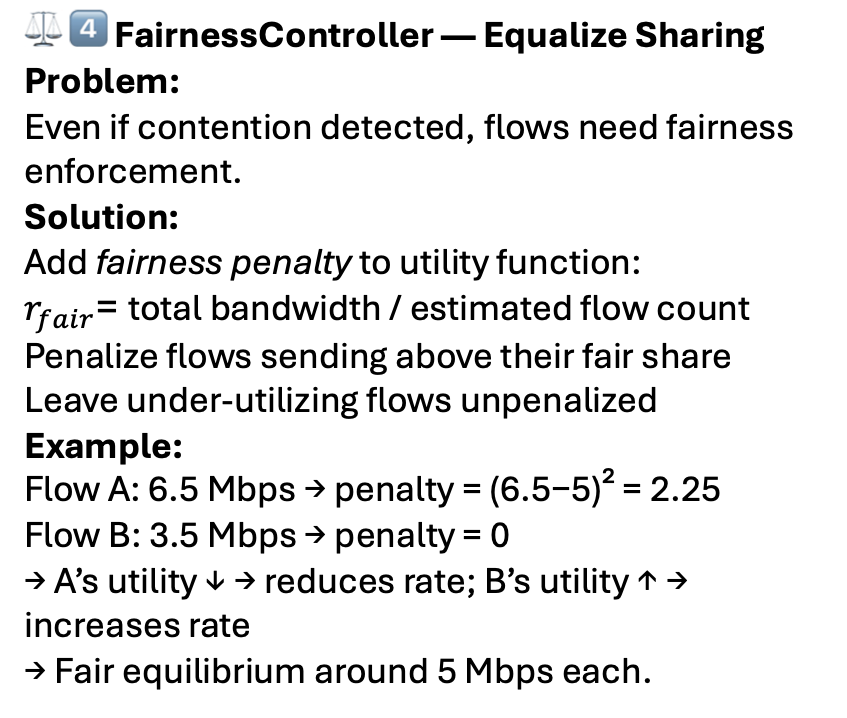 ⚖️ 4️⃣ FairnessController — Equalize Sharing
Problem:
Even if contention detected, flows need fairness
enforcement.
Solution:
Add fairness penalty to utility function:
𝑟𝑓𝑎𝑖𝑟= total bandwidth / estimated flow count
Penalize flows sending above their fair share
Leave under-utilizing flows unpenalized
Example:
Flow A: 6.5 Mbps → penalty = (6.5−5)² = 2.25
Flow B: 3.5 Mbps → penalty = 0
→ A’s utility ↓ → reduces rate; B’s utility ↑ →
increases rate
→ Fair equilibrium around 5 Mbps each.